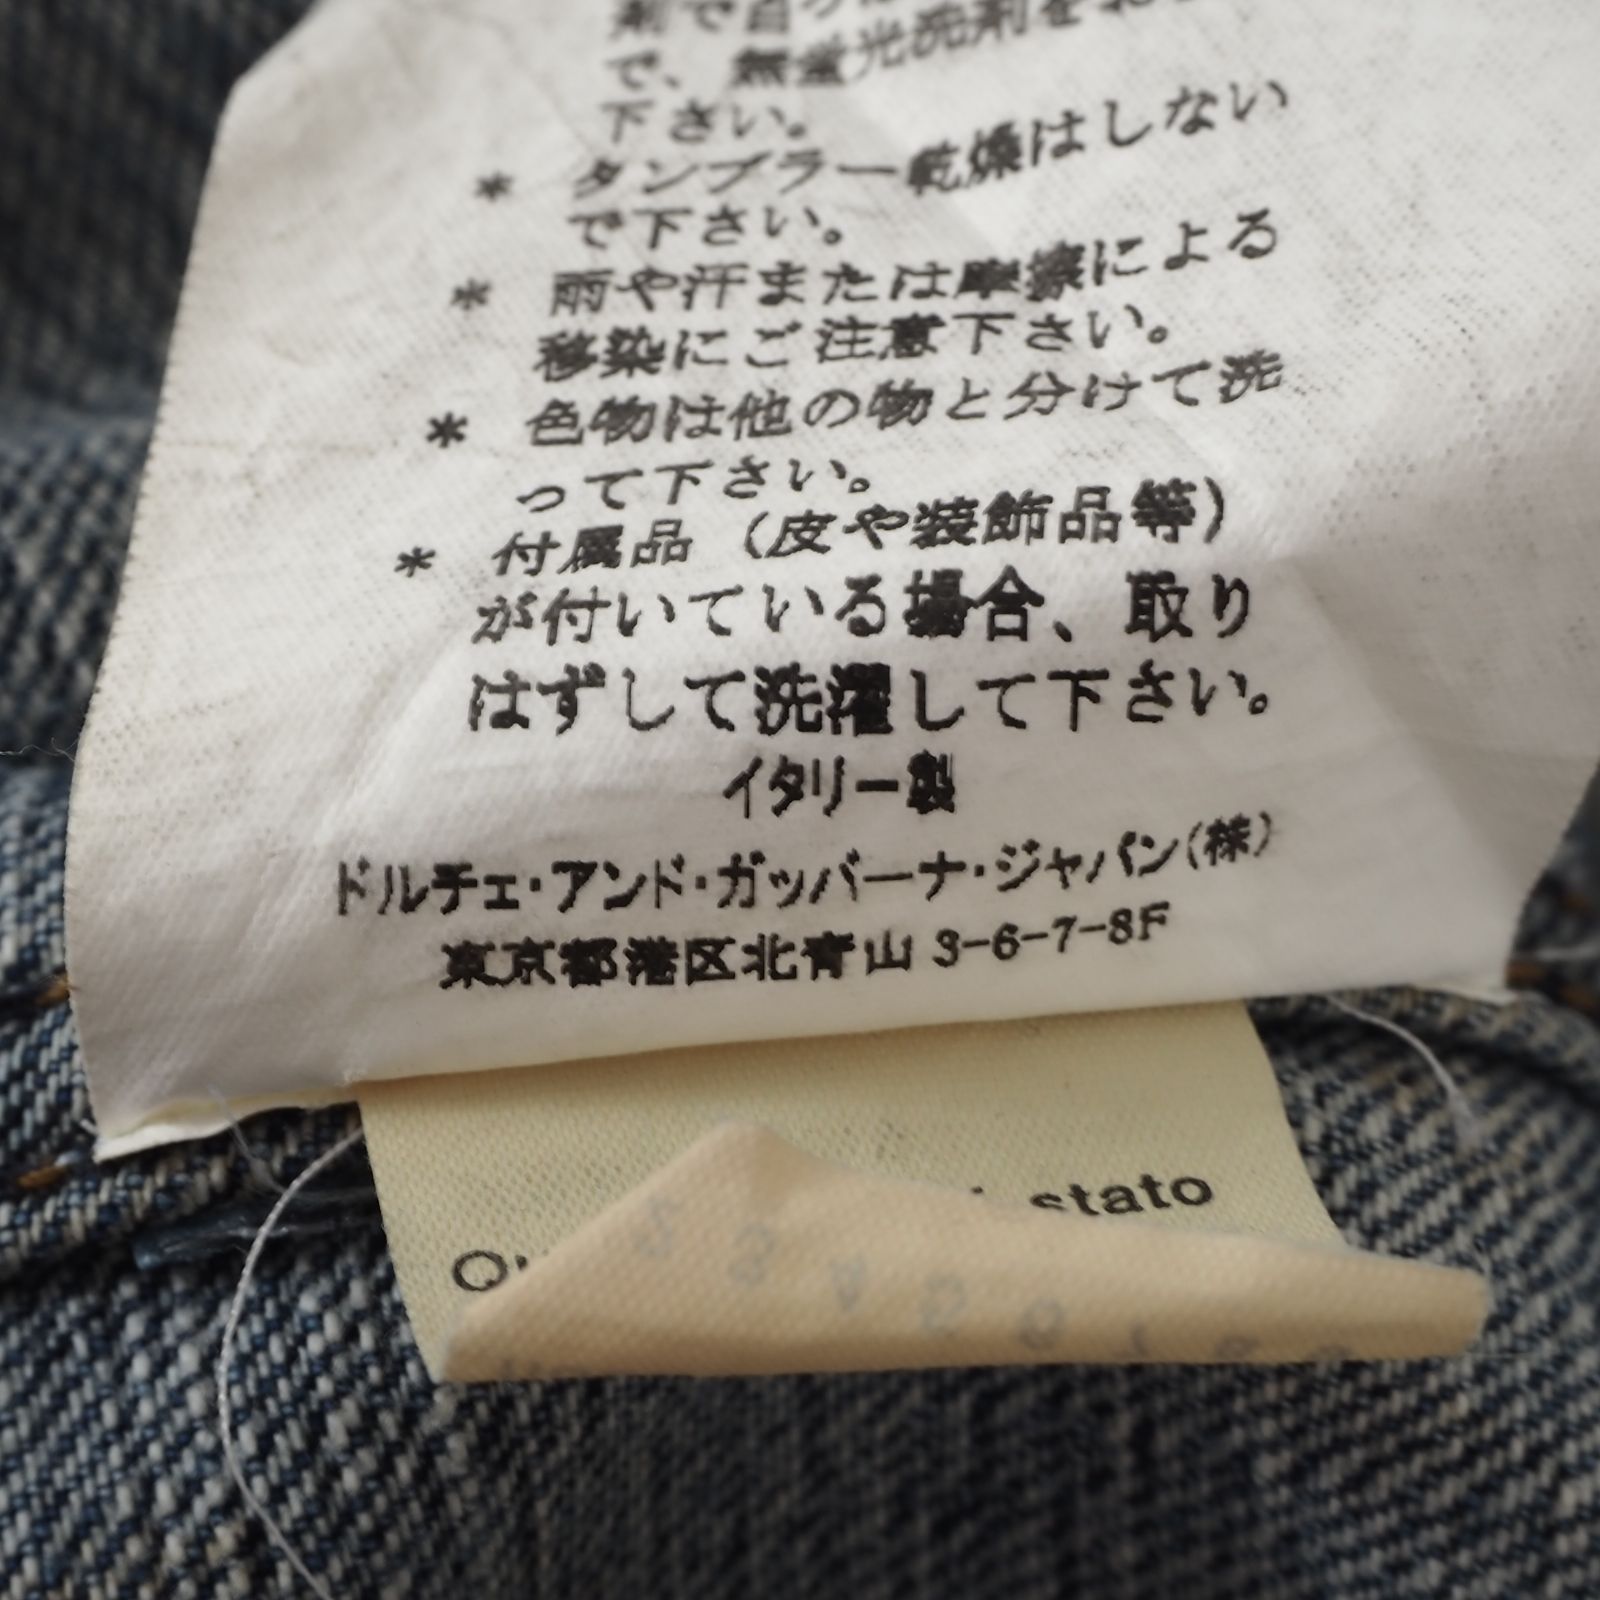 で、無蛍光洗剤を
下さい。
* タンブラー乾燥はしない
で下さい。
* 雨や汗または摩擦による
移染にご注意下さい。
* 色物は他の物と分けて洗
って下さい。
* 付属品（皮や装飾品等）
が付いている場合、取り
はずして洗濯して下さい。
イタリー製
ドルチェ・アンド・ガッバーナ・ジャパン(株)
東京都港区北青山 3-6-7-8F
stato